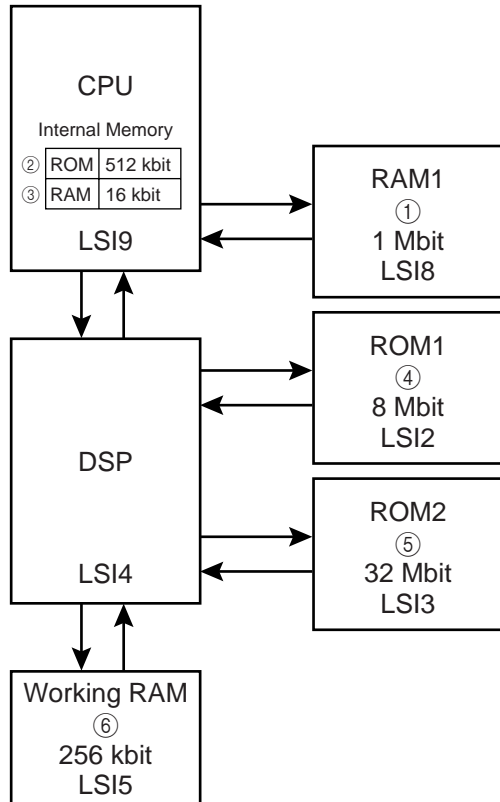 CPU
Internal Memory
② ROM 512 kbit
③ RAM 16 kbit
LSI9
RAM1
①
1 Mbit
LSI8
ROM1
④
8 Mbit
LSI2
DSP
LSI4
ROM2
⑤
32 Mbit
LSI3
Working RAM
⑥
256 kbit
LSI5